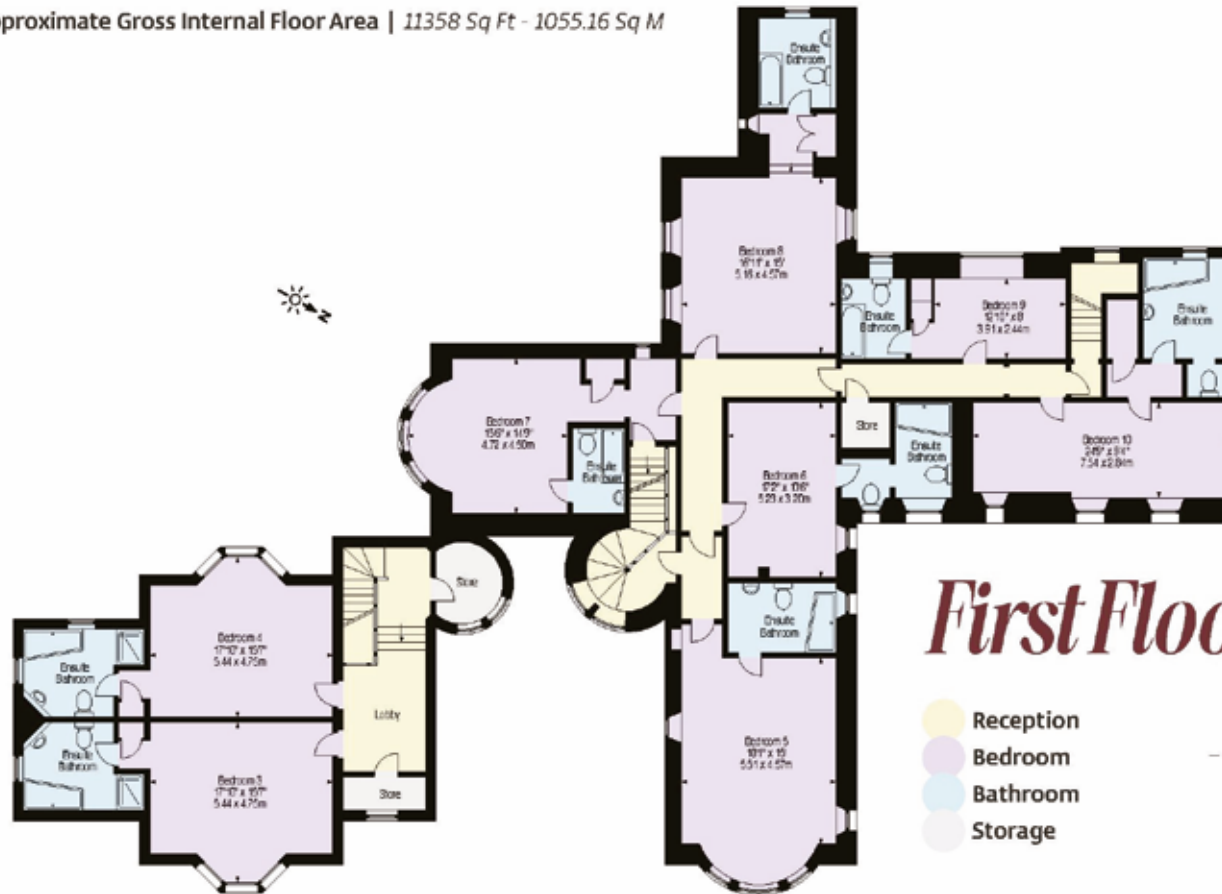 pproximate Gross Internal Floor Area | 11358 Sq Ft - 1055.16 Sq M
Ensuite
Bathroom
Bedroom 8
16'11" x 15'
5.16 x 4.57m
N
Ensuite
Bathroom
Bedroom 9
12'10" x 8'
3.91 x 2.44m
Ensuite
Bathroom
Bedroom 7
15'6" x 14'9"
4.72 x 4.50m
Ensuite
Bathroom
Store
Ensuite
Bathroom
Bedroom 6
17'2" x 10'6"
5.23 x 3.20m
Bedroom 10
24'9" x 9'4"
7.54 x 2.84m
Store
Ensuite
Bathroom
Bedroom 4
17'10" x 15'7"
5.44 x 4.75m
Ensuite
Bathroom
Lobby
Ensuite
Bathroom
Bedroom 3
17'10" x 15'7"
5.44 x 4.75m
Store
Bedroom 5
18'1" x 15'
5.51 x 4.57m
First Floo
Reception
Bedroom
Bathroom
Storage